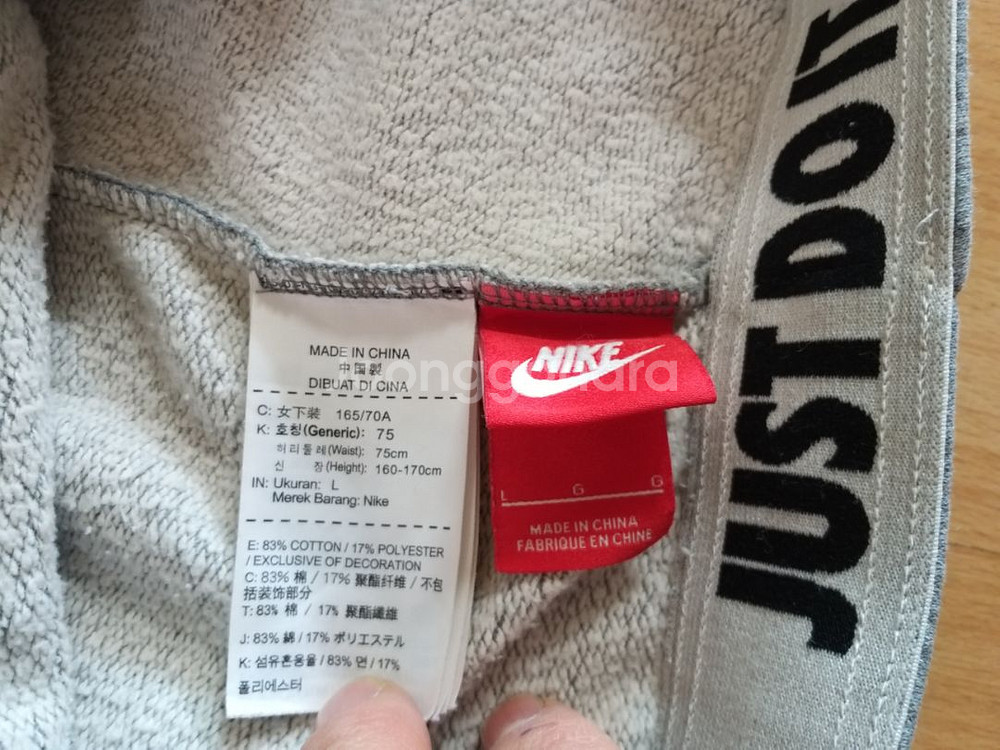 MADE IN CHINA
中国製
DIBUAT DI CINA
C: 女下装 165/70A
K: 호칭(Generic): 75
허리둘레(Waist): 75cm
신 장(Height): 160-170cm
IN: Ukuran: L
Merek Barang: Nike
E: 83% COTTON / 17% POLYESTER
/ EXCLUSIVE OF DECORATION
C: 83% 棉 / 17% 聚酯纤维 / 不包
括装饰部分
T: 83% 棉 / 17% 聚酯纖維
J: 83% 綿 / 17% ポリエステル
K: 섬유혼용율 / 83% 면 / 17%
폴리에스터
NIKE
L G G
MADE IN CHINA
FABRIQUE EN CHINE
JUST DO IT